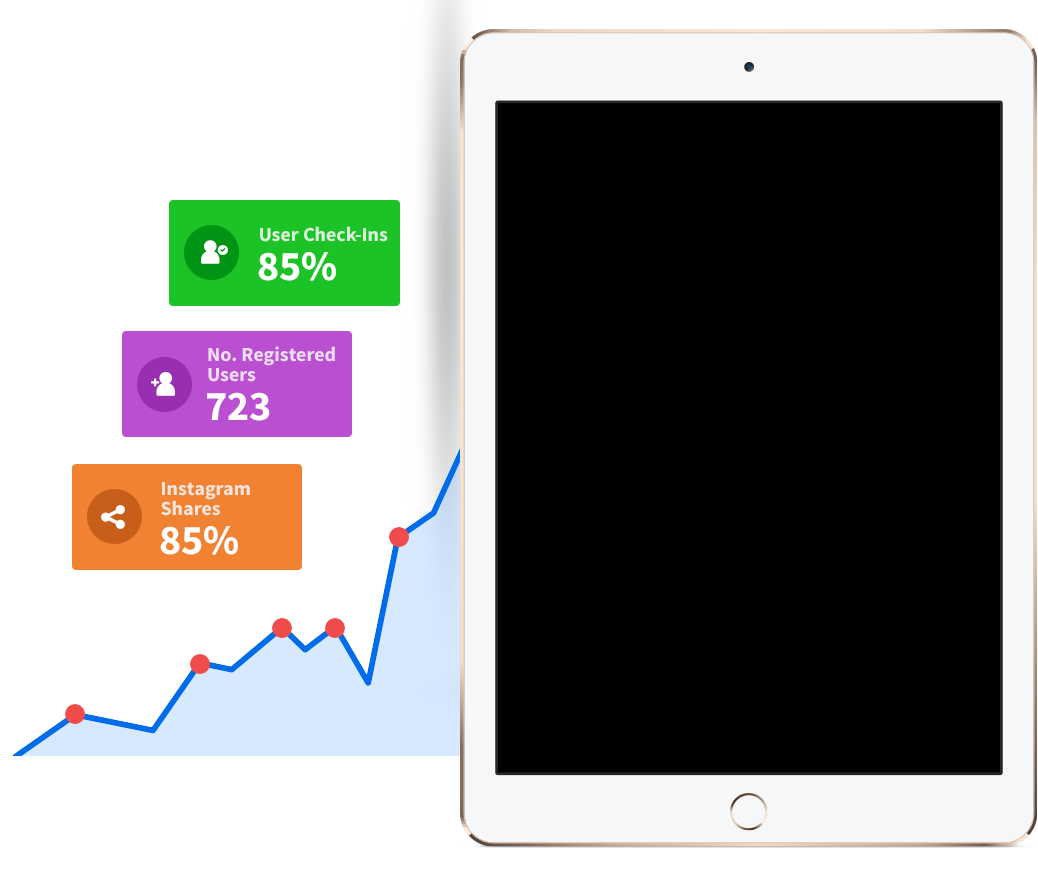 User Check-Ins
85%
No. Registered
Users
723
Instagram
Shares
85%